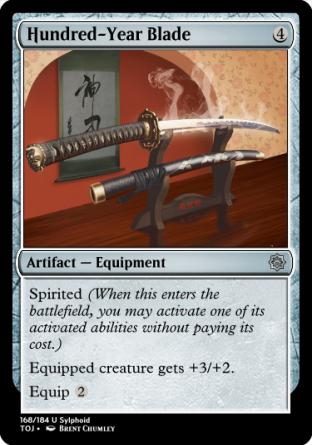 Hundred-Year Blade 4
Artifact — Equipment
Spirited (When this enters the
battlefield, you may activate one of its
activated abilities without paying its
cost.)
Equipped creature gets +3/+2.
Equip 2
168/184 U Sylphoid
TOJ • Brent Chumley